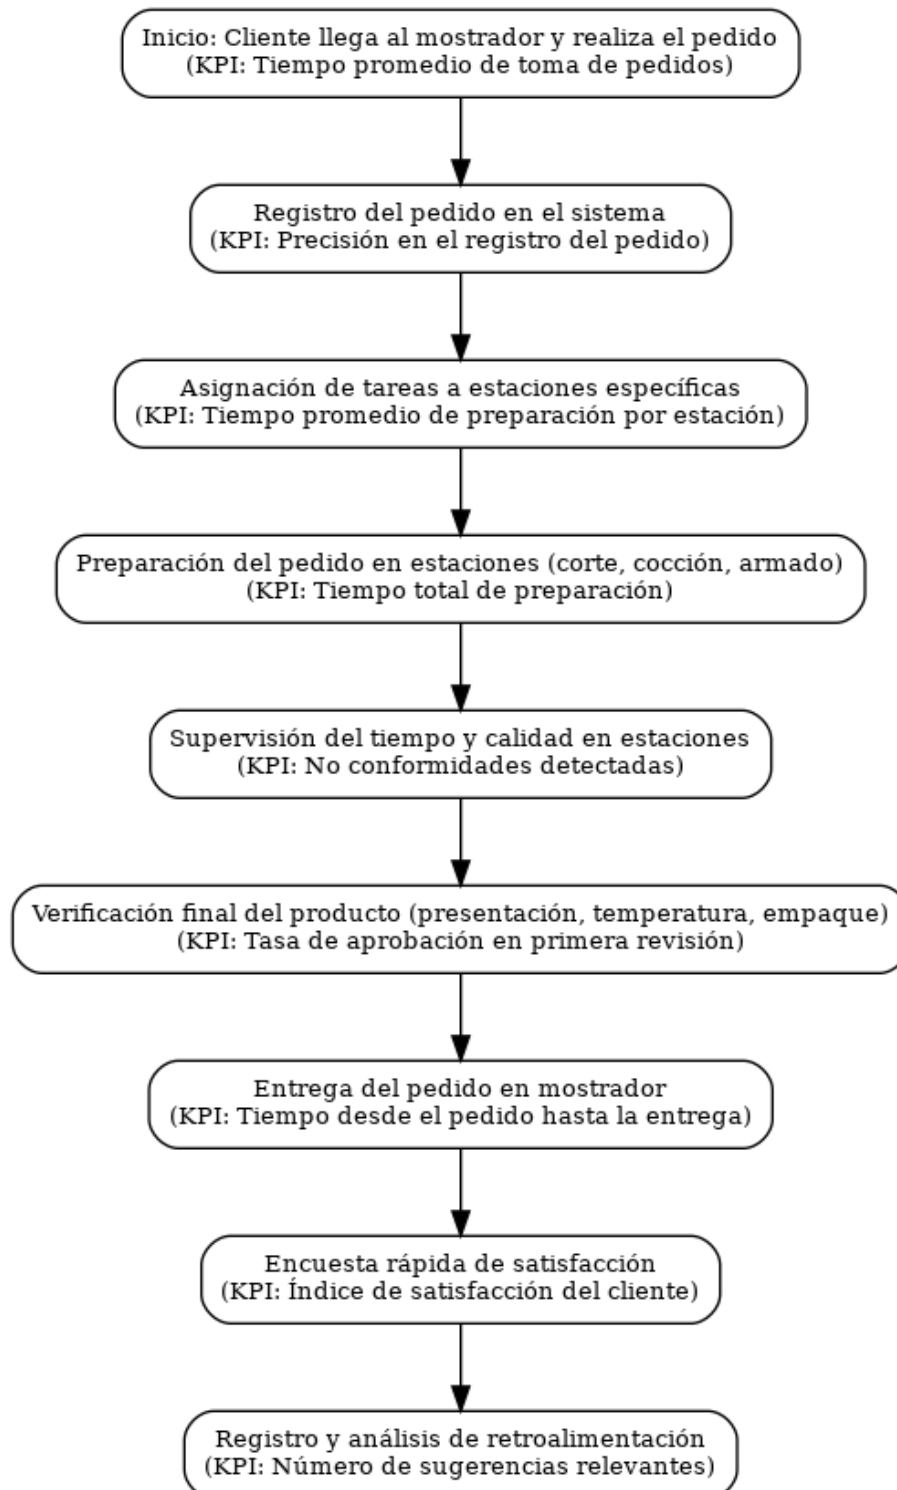 Inicio: Cliente llega al mostrador y realiza el pedido
(KPI: Tiempo promedio de toma de pedidos)
Registro del pedido en el sistema
(KPI: Precisión en el registro del pedido)
Asignación de tareas a estaciones específicas
(KPI: Tiempo promedio de preparación por estación)
Preparación del pedido en estaciones (corte, cocción, armado)
(KPI: Tiempo total de preparación)
Supervisión del tiempo y calidad en estaciones
(KPI: No conformidades detectadas)
Verificación final del producto (presentación, temperatura, empaque)
(KPI: Tasa de aprobación en primera revisión)
Entrega del pedido en mostrador
(KPI: Tiempo desde el pedido hasta la entrega)
Encuesta rápida de satisfacción
(KPI: Índice de satisfacción del cliente)
Registro y análisis de retroalimentación
(KPI: Número de sugerencias relevantes)